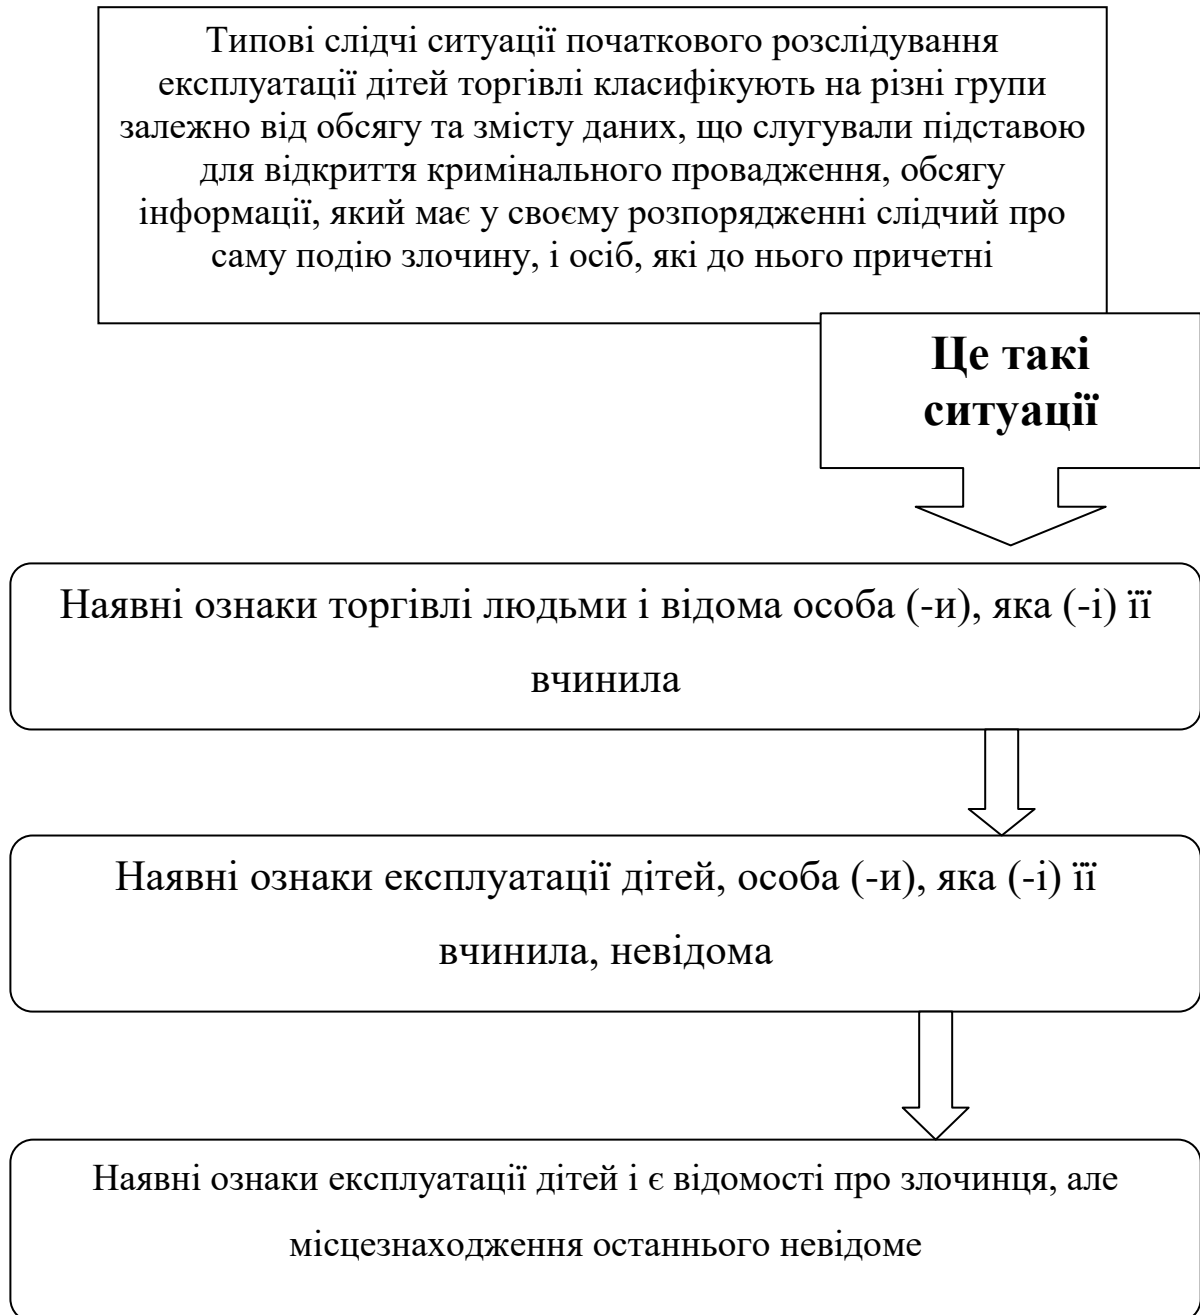 Типові слідчі ситуації початкового розслідування
експлуатації дітей торгівлі класифікують на різні групи
залежно від обсягу та змісту даних, що слугували підставою
для відкриття кримінального провадження, обсягу
інформації, який має у своєму розпорядженні слідчий про
саму подію злочину, і осіб, які до нього причетні
Це такі
ситуації
Наявні ознаки торгівлі людьми і відома особа (-и), яка (-і) її
вчинила
Наявні ознаки експлуатації дітей, особа (-и), яка (-і) її
вчинила, невідома
Наявні ознаки експлуатації дітей і є відомості про злочинця, але
місцезнаходження останнього невідоме